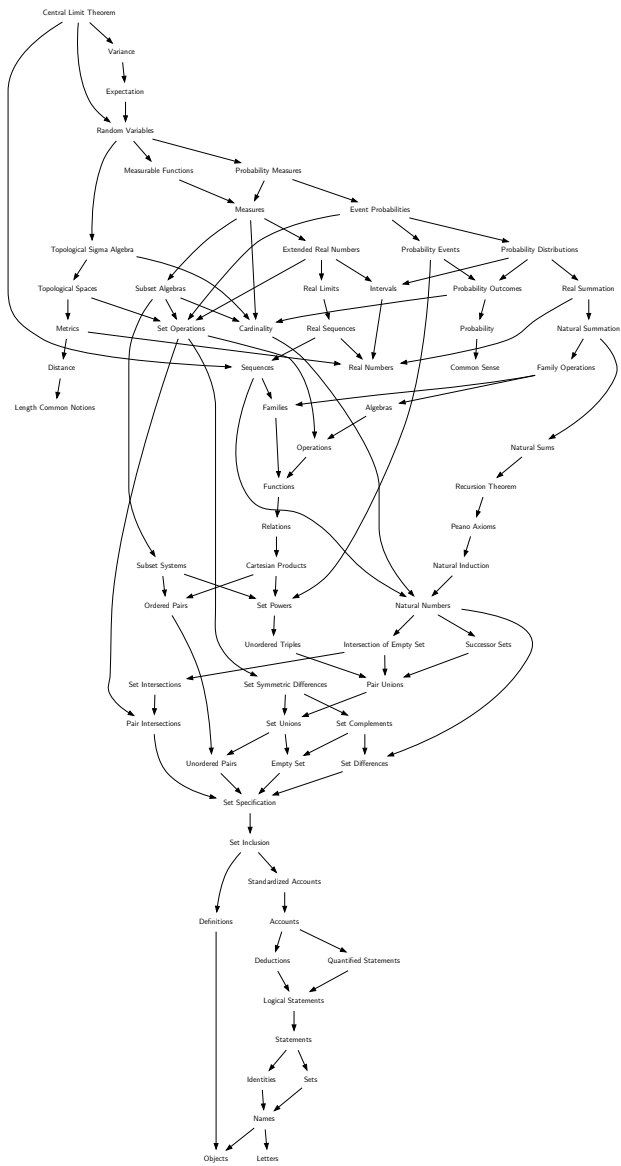 Central Limit Theorem
Variance
Expectation
Random Variables
Measurable Functions
Probability Measures
Measures
Event Probabilities
Topological Sigma Algebra
Extended Real Numbers
Probability Events
Probability Distributions
Topological Spaces
Subset Algebras
Real Limits
Intervals
Probability Outcomes
Real Summation
Metrics
Set Operations
Cardinality
Real Sequences
Probability
Natural Summation
Distance
Sequences
Real Numbers
Common Sense
Family Operations
Length Common Notions
Families
Algebras
Operations
Natural Sums
Functions
Recursion Theorem
Relations
Peano Axioms
Subset Systems
Cartesian Products
Natural Induction
Ordered Pairs
Set Powers
Natural Numbers
Unordered Triples
Intersection of Empty Set
Successor Sets
Set Intersections
Set Symmetric Differences
Pair Unions
Pair Intersections
Set Unions
Set Complements
Unordered Pairs
Empty Set
Set Differences
Set Specification
Set Inclusion
Standardized Accounts
Definitions
Accounts
Deductions
Quantified Statements
Logical Statements
Statements
Identities
Sets
Names
Objects
Letters